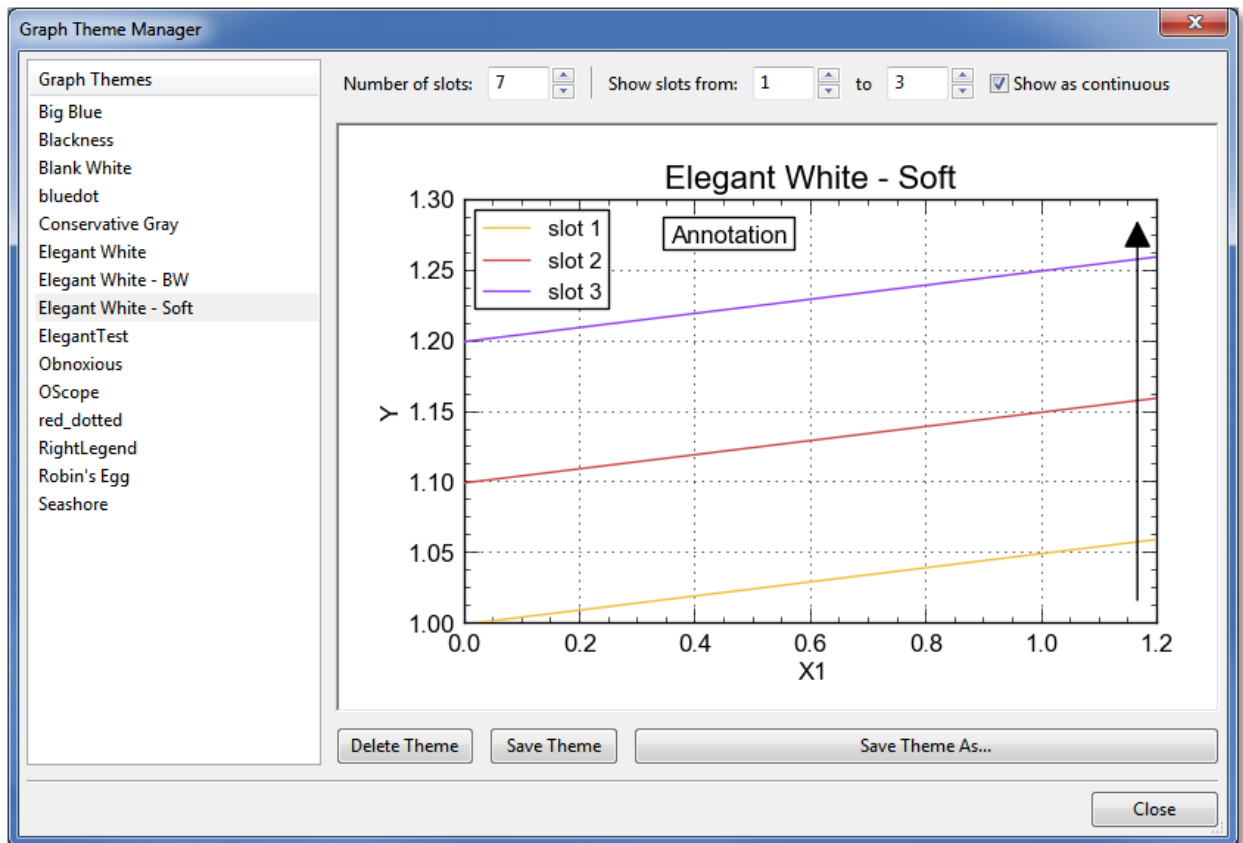 Graph Theme Manager
Graph Themes
Big Blue
Blackness
Blank White
bluedot
Conservative Gray
Elegant White
Elegant White - BW
Elegant White - Soft
ElegantTest
Obnoxious
OScope
red_dotted
RightLegend
Robin's Egg
Seashore
Number of slots: 7 Show slots from: 1 to 3 Show as continuous
Elegant White - Soft
slot 1
slot 2
slot 3
Annotation
1.30
1.25
1.20
1.15
1.10
1.05
1.00
Y
0.0 0.2 0.4 0.6 0.8 1.0 1.2
X1
Delete Theme Save Theme Save Theme As...
Close